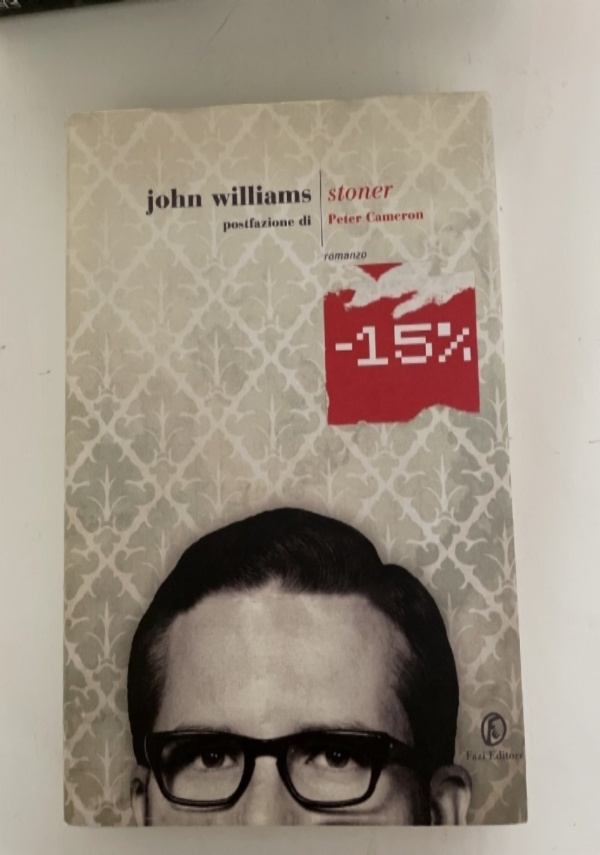 john williams
stoner
postfazione di
Peter Cameron
romanzo
-15%
Fazi Editore